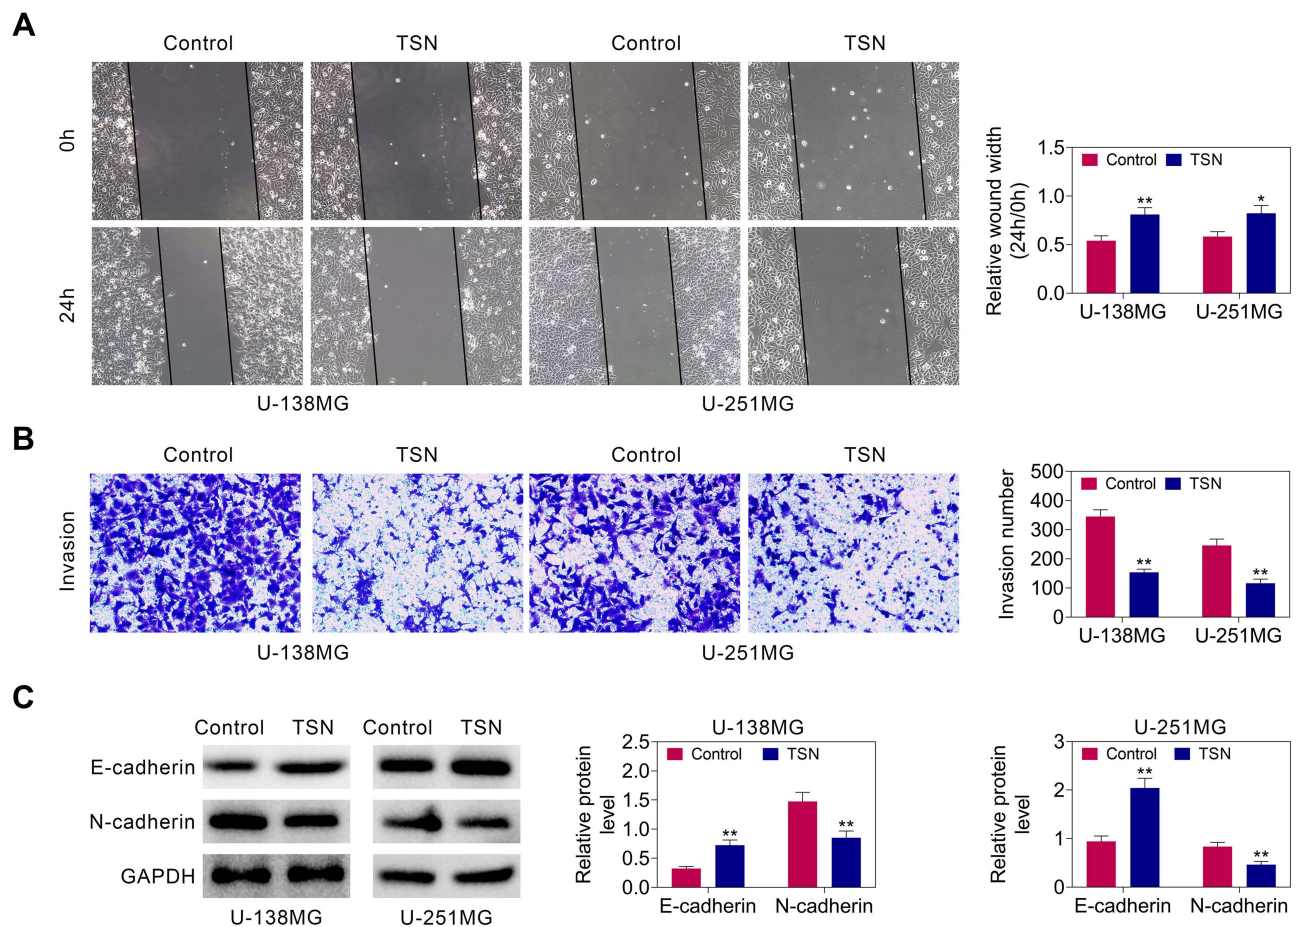 A
Control TSN Control TSN
0h
24h
U-138MG U-251MG
Relative wound width
(24h/0h)
1.5
1.0
0.5
0.0
Control TSN
** *
U-138MG U-251MG
B
Control TSN Control TSN
Invasion
U-138MG U-251MG
Invasion number
500
400
300
200
100
0
Control TSN
** **
U-138MG U-251MG
C
Control TSN Control TSN
E-cadherin
N-cadherin
GAPDH
U-138MG U-251MG
U-138MG
Relative protein
level
2.5
2.0
1.5
1.0
0.5
0.0
Control TSN
** **
E-cadherin N-cadherin
U-251MG
Relative protein
level
3
2
1
0
Control TSN
** **
E-cadherin N-cadherin